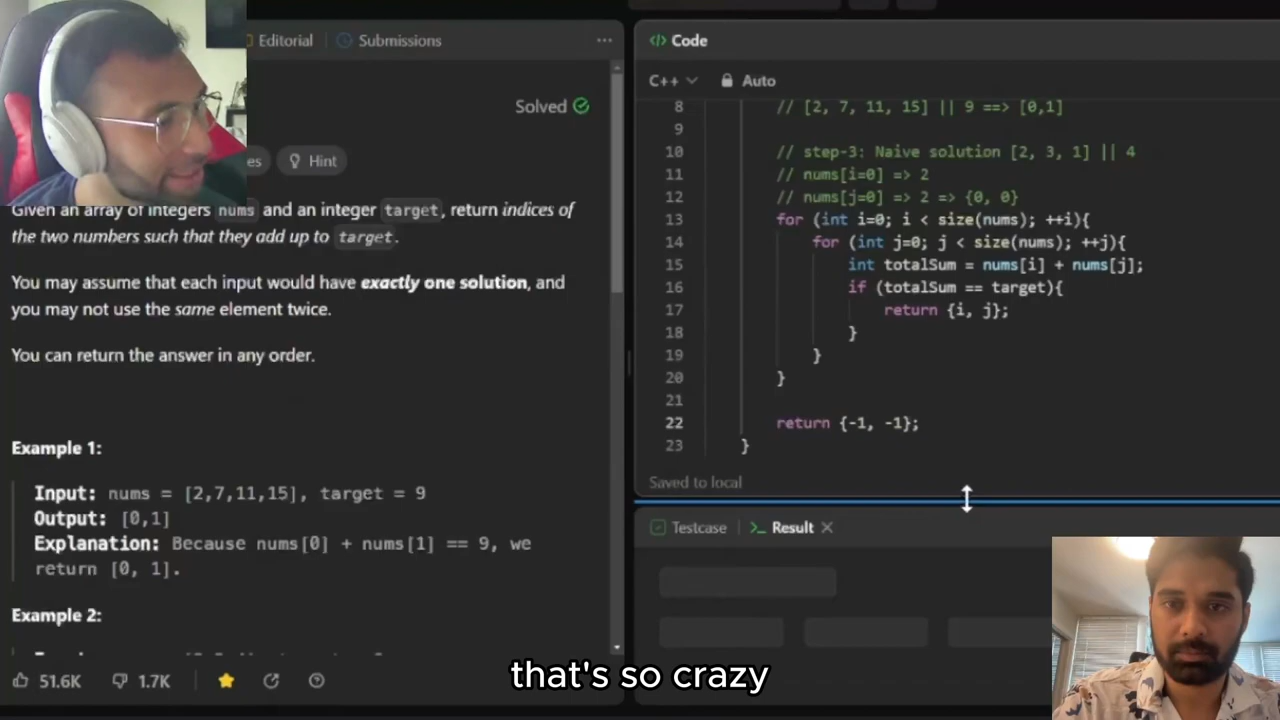 Editorial | Submissions
Solved
Hint
Given an array of integers nums and an integer target, return indices of
the two numbers such that they add up to target.
You may assume that each input would have exactly one solution, and
you may not use the same element twice.
You can return the answer in any order.
Example 1:
Input: nums = [2,7,11,15], target = 9
Output: [0,1]
Explanation: Because nums[0] + nums[1] == 9, we
return [0, 1].
Example 2:
51.6K 1.7K
</> Code
C++ Auto
8 // [2, 7, 11, 15] || 9 ==> [0,1]
9
10 // step-3: Naive solution [2, 3, 1] || 4
11 // nums[i=0] => 2
12 // nums[j=0] => 2 => {0, 0}
13 for (int i=0; i < size(nums); ++i){
14 for (int j=0; j < size(nums); ++j){
15 int totalSum = nums[i] + nums[j];
16 if (totalSum == target){
17 return {i, j};
18 }
19 }
20 }
21
22 return {-1, -1};
23 }
Saved to local
Testcase | >_ Result
that's so crazy